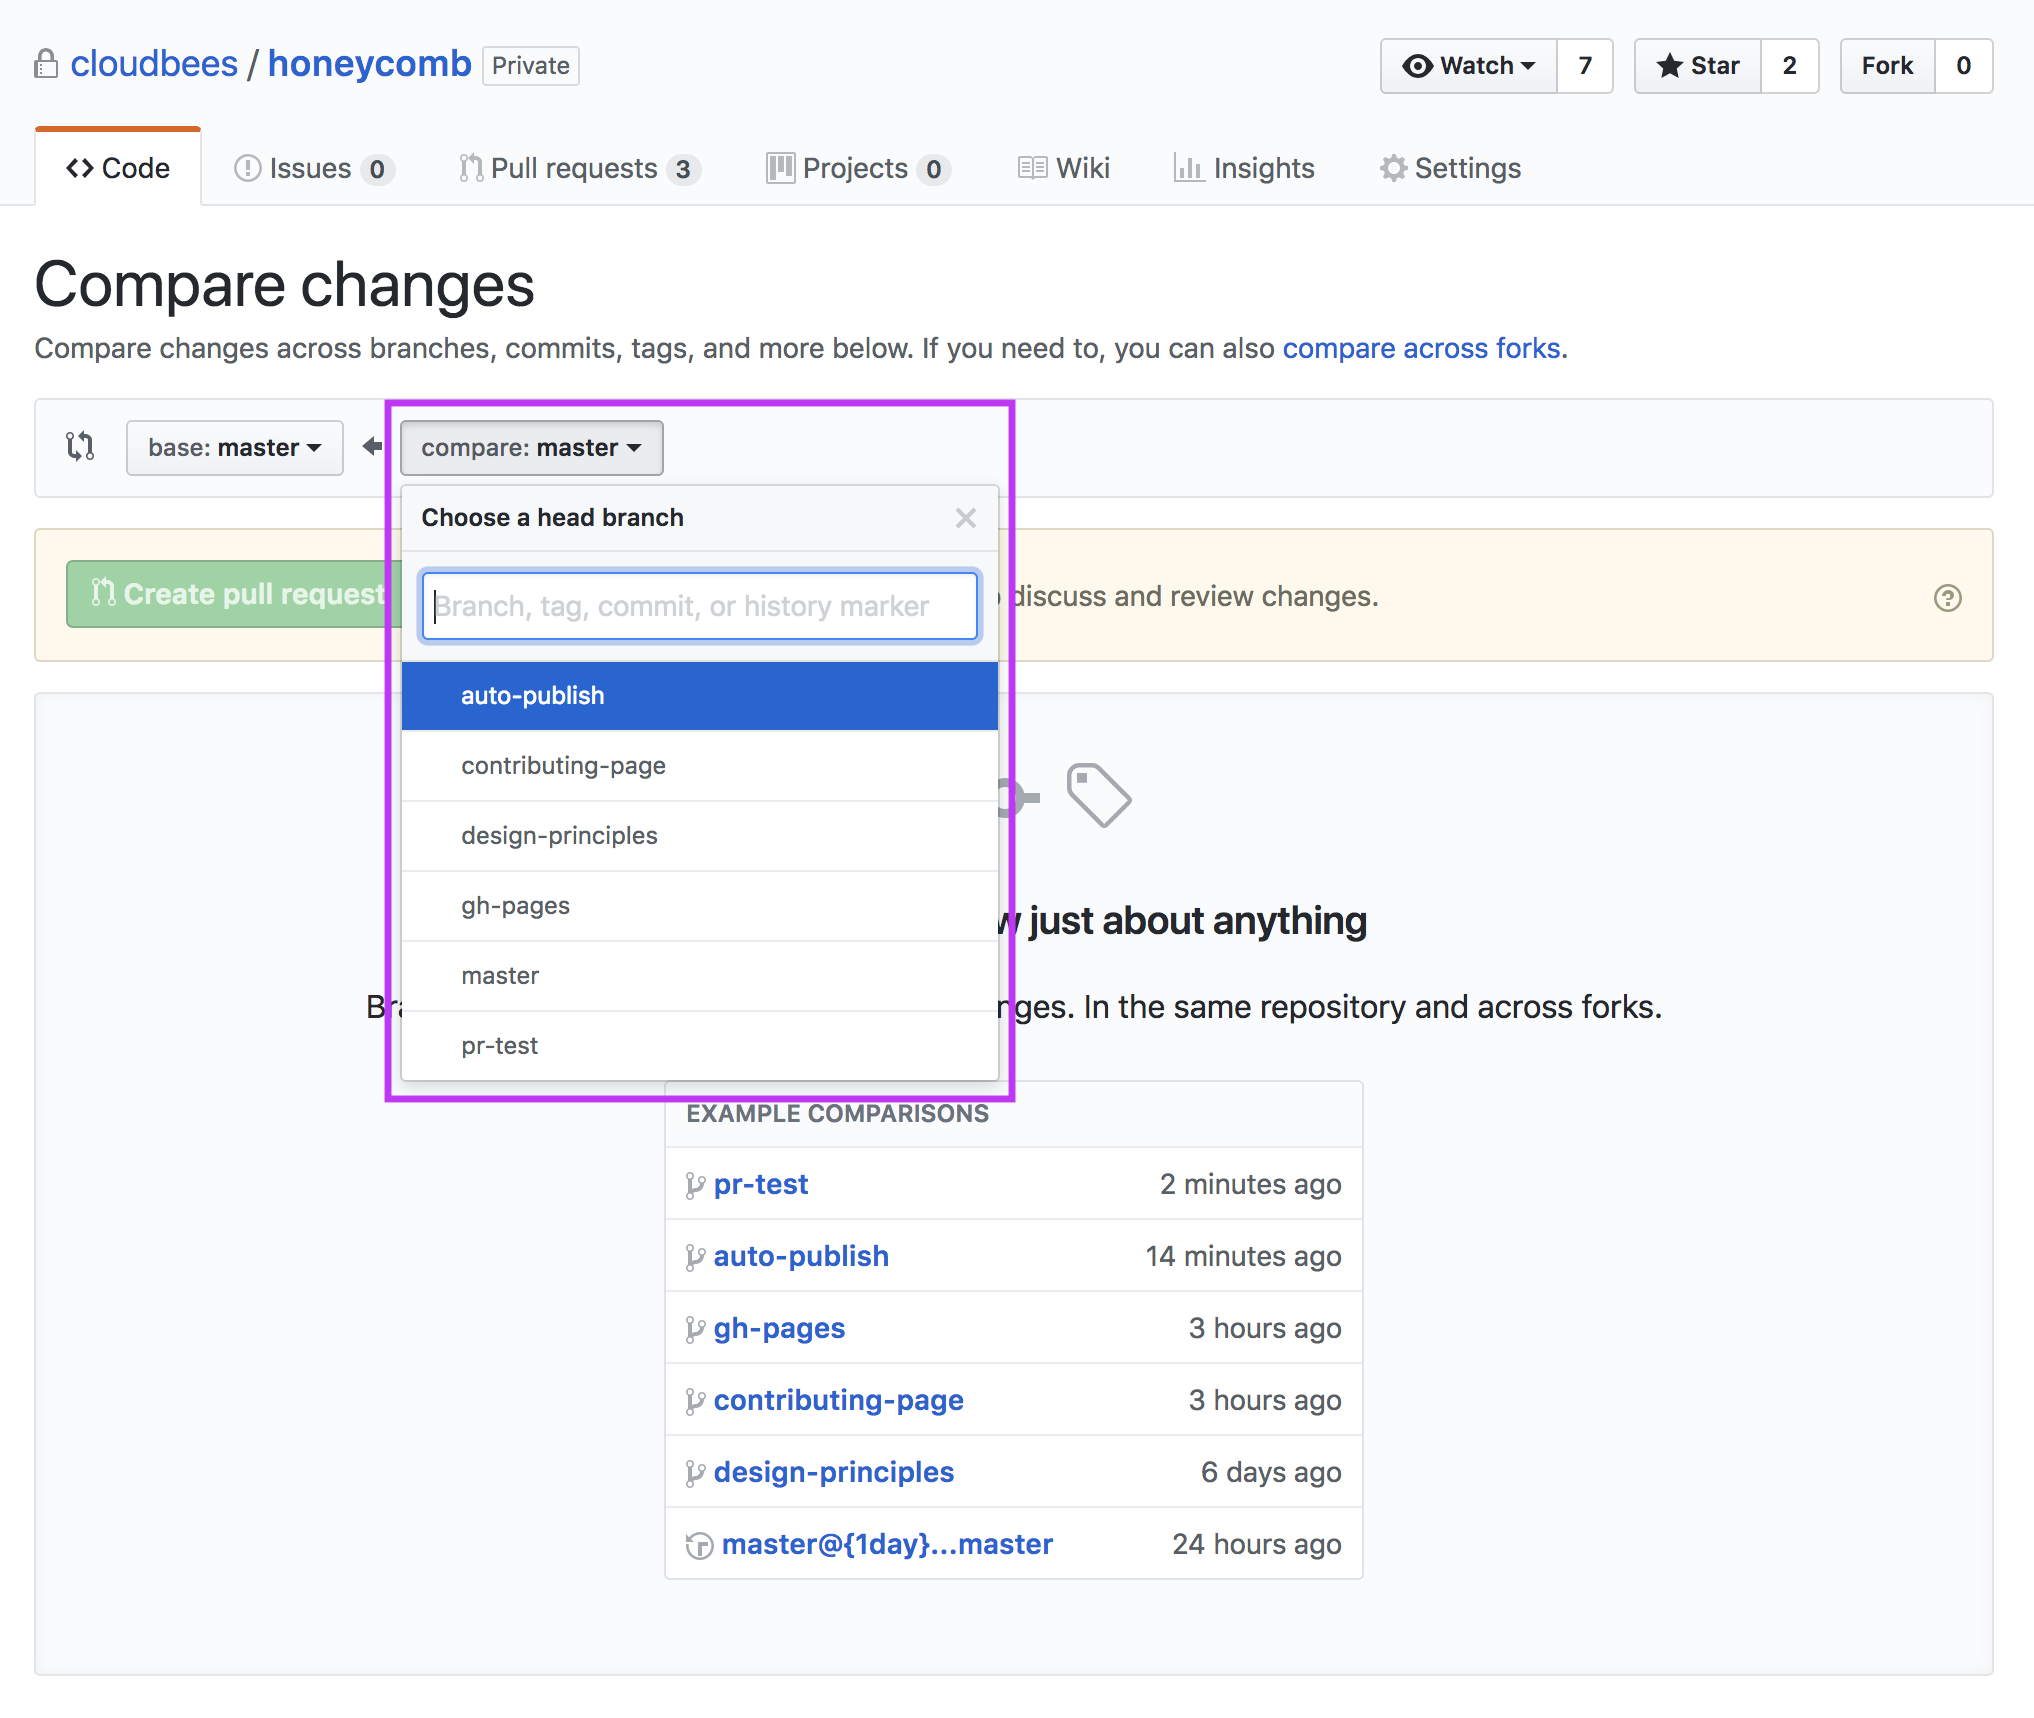 cloudbees / honeycomb Private Watch 7 Star 2 Fork 0
Code Issues 0 Pull requests 3 Projects 0 Wiki Insights Settings
Compare changes
Compare changes across branches, commits, tags, and more below. If you need to, you can also compare across forks.
base: master compare: master
Choose a head branch
Create pull request discuss and review changes.
Branch, tag, commit, or history marker
auto-publish
contributing-page
design-principles
gh-pages
just about anything
master
In the same repository and across forks.
pr-test
EXAMPLE COMPARISONS
pr-test 2 minutes ago
auto-publish 14 minutes ago
gh-pages 3 hours ago
contributing-page 3 hours ago
design-principles 6 days ago
master@{1day}...master 24 hours ago